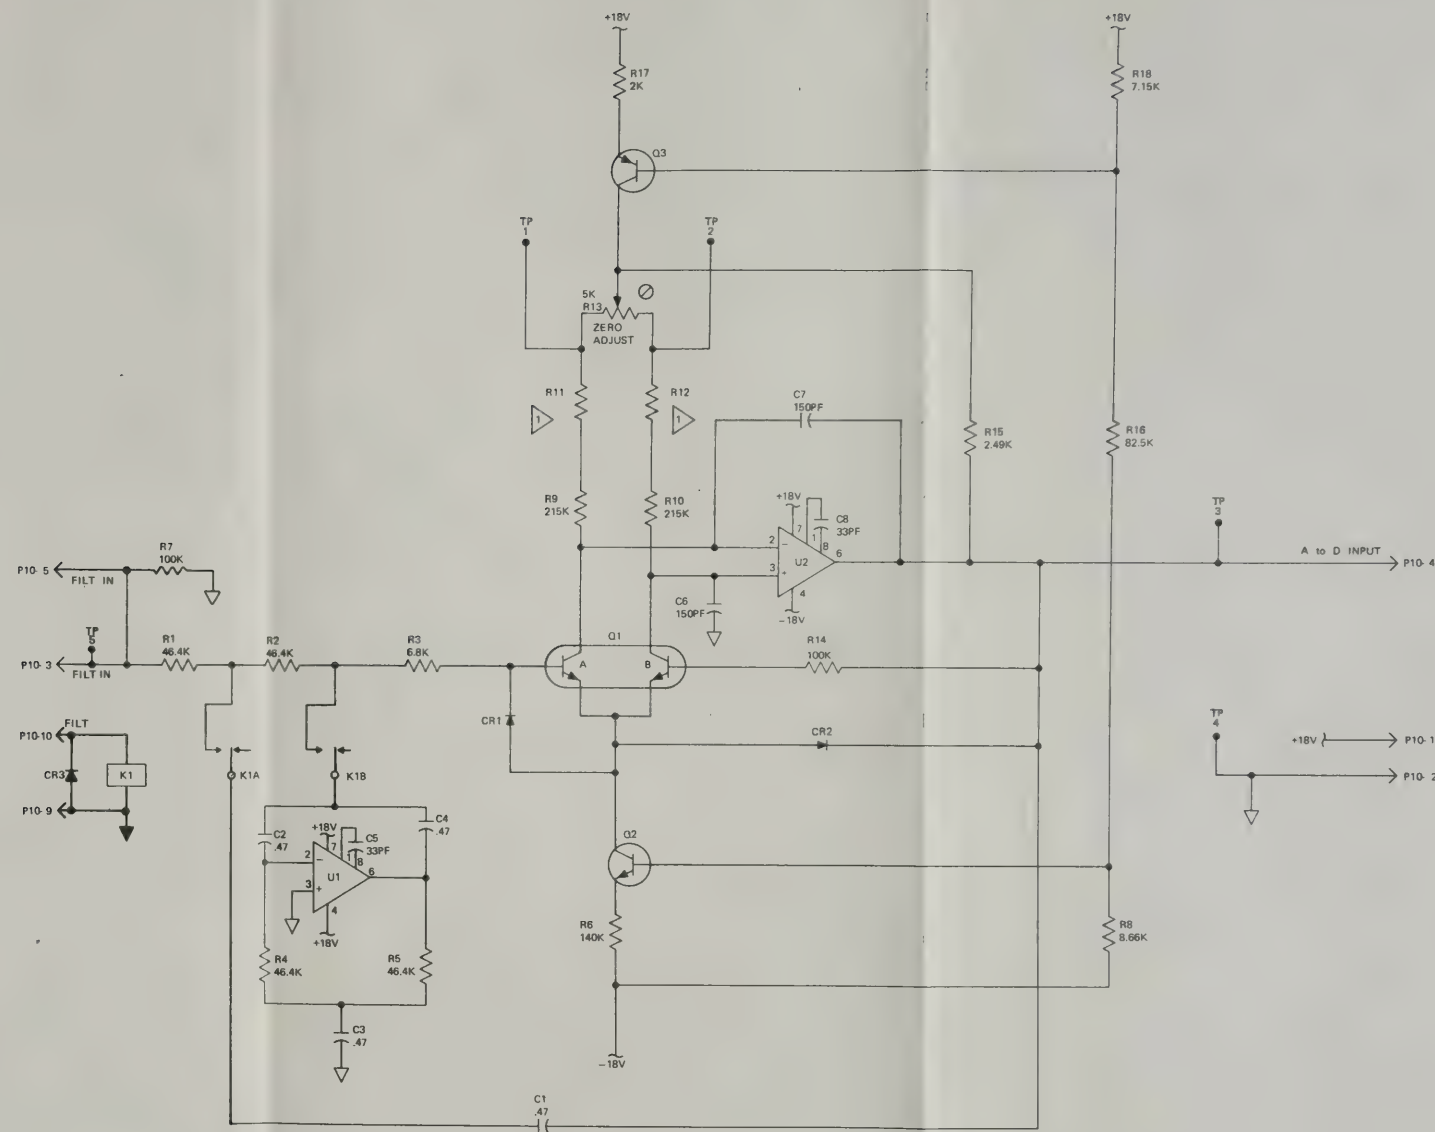 +18V
+18V
R17
2K
R18
7.15K
Q3
TP
1
TP
2
5K
R13
ZERO
ADJUST
R11
1
R12
1
C7
150PF
R15
2.49K
R16
82.5K
R9
215K
R10
215K
+18V
7
C8
33PF
1
8
2
−
U2
6
3
+
4
−18V
C6
150PF
TP
3
A to D INPUT
P10-4
R7
100K
P10-5
FILT IN
TP
5
P10-3
FILT IN
R1
46.4K
R2
46.4K
R3
6.8K
Q1
A
B
R14
100K
CR1
CR2
TP
4
+18V
P10-1
P10-2
FILT
P10-10
CR3
K1
P10-9
K1A
K1B
C2
.47
+18V
7
C5
33PF
1
8
C4
.47
2
−
U1
6
3
+
4
+18V
Q2
R4
46.4K
R5
46.4K
R6
140K
R8
8.66K
C3
.47
−18V
C1
.47